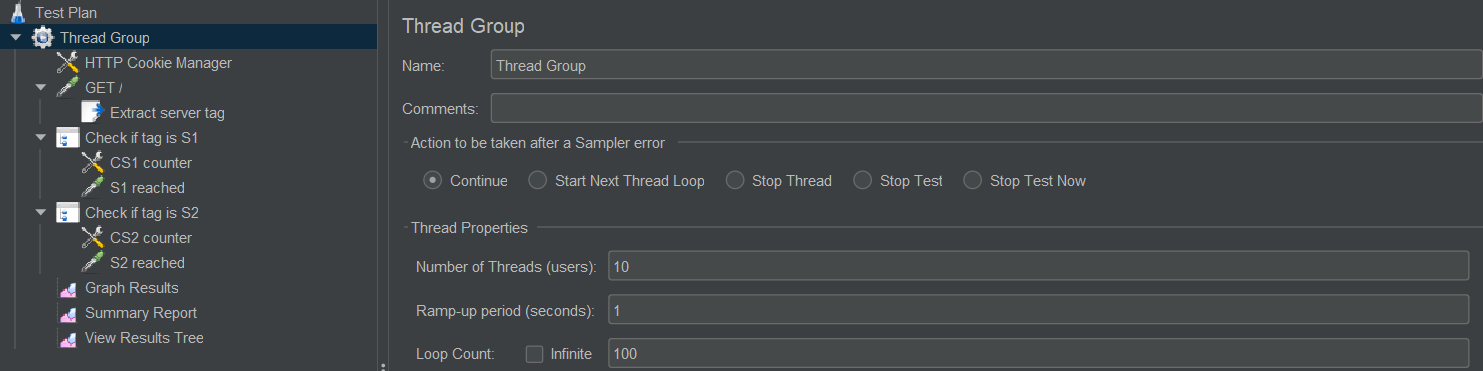 Test Plan
Thread Group
HTTP Cookie Manager
GET /
Extract server tag
Check if tag is S1
CS1 counter
S1 reached
Check if tag is S2
CS2 counter
S2 reached
Graph Results
Summary Report
View Results Tree
Thread Group
Name: Thread Group
Comments:
Action to be taken after a Sampler error
Continue Start Next Thread Loop Stop Thread Stop Test Stop Test Now
Thread Properties
Number of Threads (users): 10
Ramp-up period (seconds): 1
Loop Count: Infinite 100